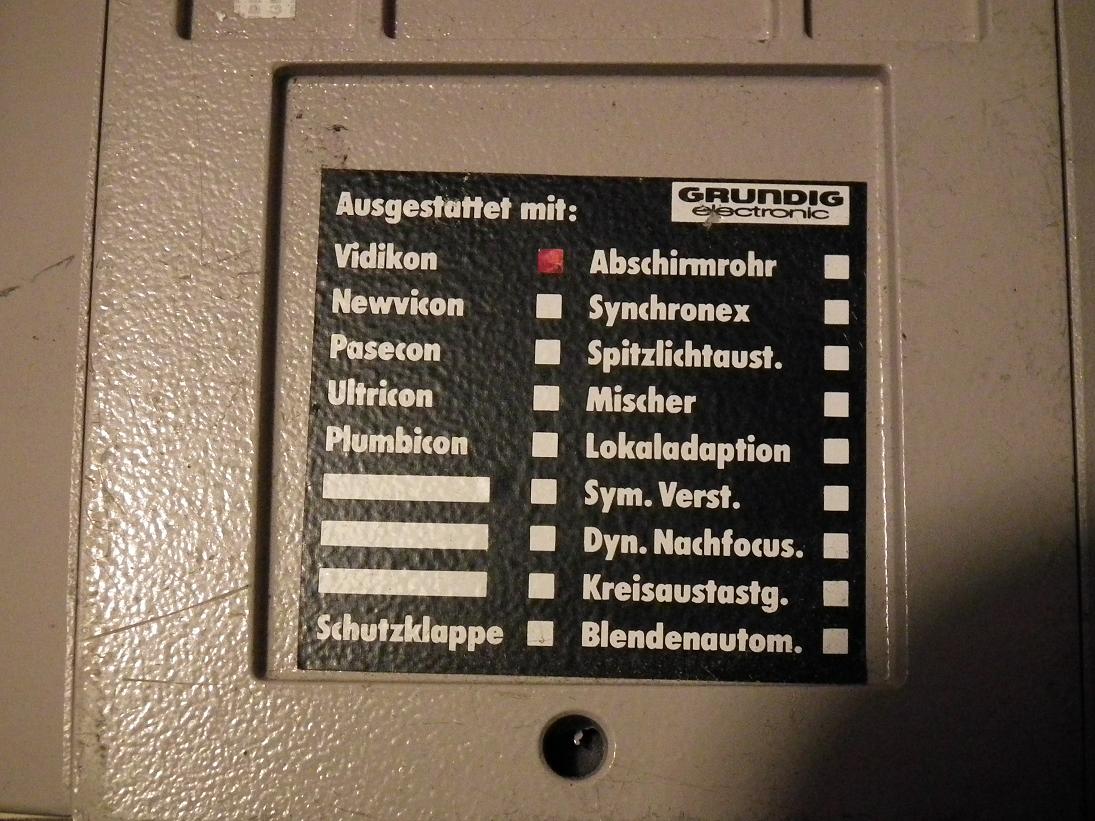 GRUNDIG
electronic
Ausgestattet mit:
Vidikon
Newvicon
Pasecon
Ultricon
Plumbicon
Schutzklappe
Abschirmrohr
Synchronex
Spitzlichtaust.
Mischer
Lokaladaption
Sym. Verst.
Dyn. Nachfocus.
Kreisaustastg.
Blendenautom.